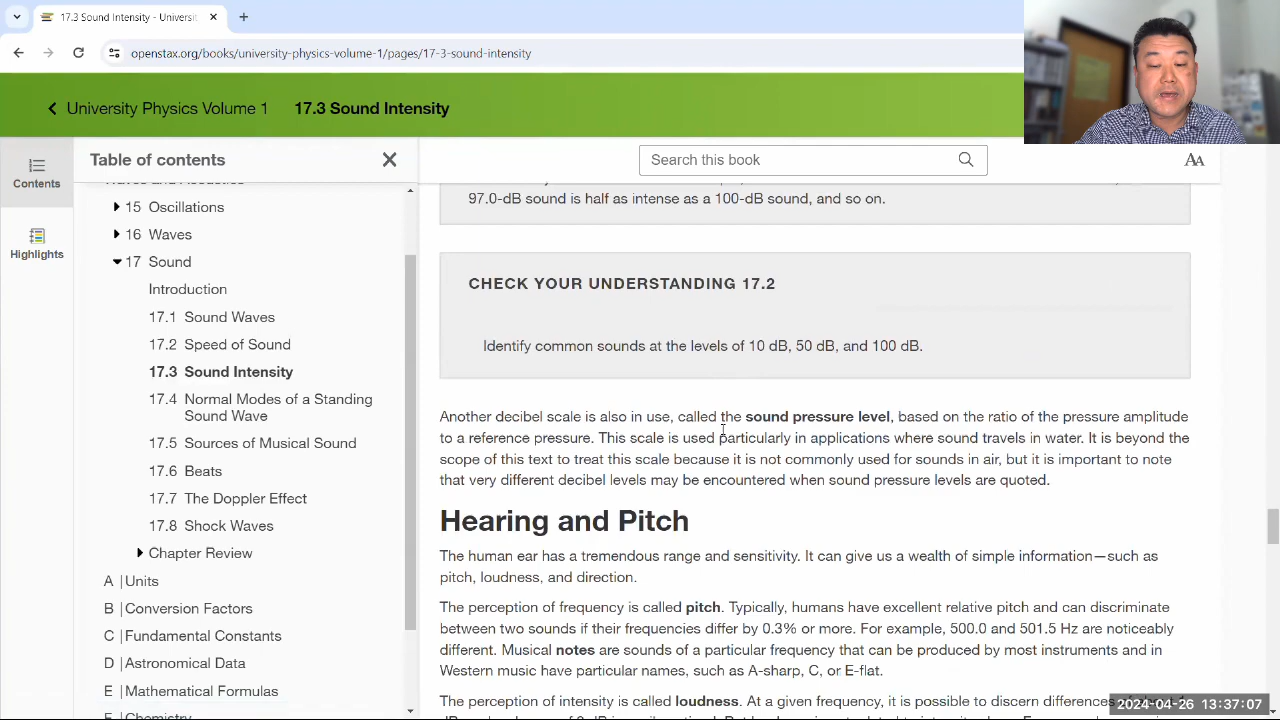 17.3 Sound Intensity - Universit
openstax.org/books/university-physics-volume-1/pages/17-3-sound-intensity
University Physics Volume 1
17.3 Sound Intensity
Contents
Highlights
Table of contents
15 Oscillations
16 Waves
17 Sound
Introduction
17.1 Sound Waves
17.2 Speed of Sound
17.3 Sound Intensity
17.4 Normal Modes of a Standing
Sound Wave
17.5 Sources of Musical Sound
17.6 Beats
17.7 The Doppler Effect
17.8 Shock Waves
Chapter Review
A | Units
B | Conversion Factors
C | Fundamental Constants
D | Astronomical Data
E | Mathematical Formulas
Search this book
AA
97.0-dB sound is half as intense as a 100-dB sound, and so on.
CHECK YOUR UNDERSTANDING 17.2
Identify common sounds at the levels of 10 dB, 50 dB, and 100 dB.
Another decibel scale is also in use, called the sound pressure level, based on the ratio of the pressure amplitude
to a reference pressure. This scale is used particularly in applications where sound travels in water. It is beyond the
scope of this text to treat this scale because it is not commonly used for sounds in air, but it is important to note
that very different decibel levels may be encountered when sound pressure levels are quoted.
Hearing and Pitch
The human ear has a tremendous range and sensitivity. It can give us a wealth of simple information—such as
pitch, loudness, and direction.
The perception of frequency is called pitch. Typically, humans have excellent relative pitch and can discriminate
between two sounds if their frequencies differ by 0.3% or more. For example, 500.0 and 501.5 Hz are noticeably
different. Musical notes are sounds of a particular frequency that can be produced by most instruments and in
Western music have particular names, such as A-sharp, C, or E-flat.
The perception of intensity is called loudness. At a given frequency, it is possible to discern differences
2024-04-26 13:37:07